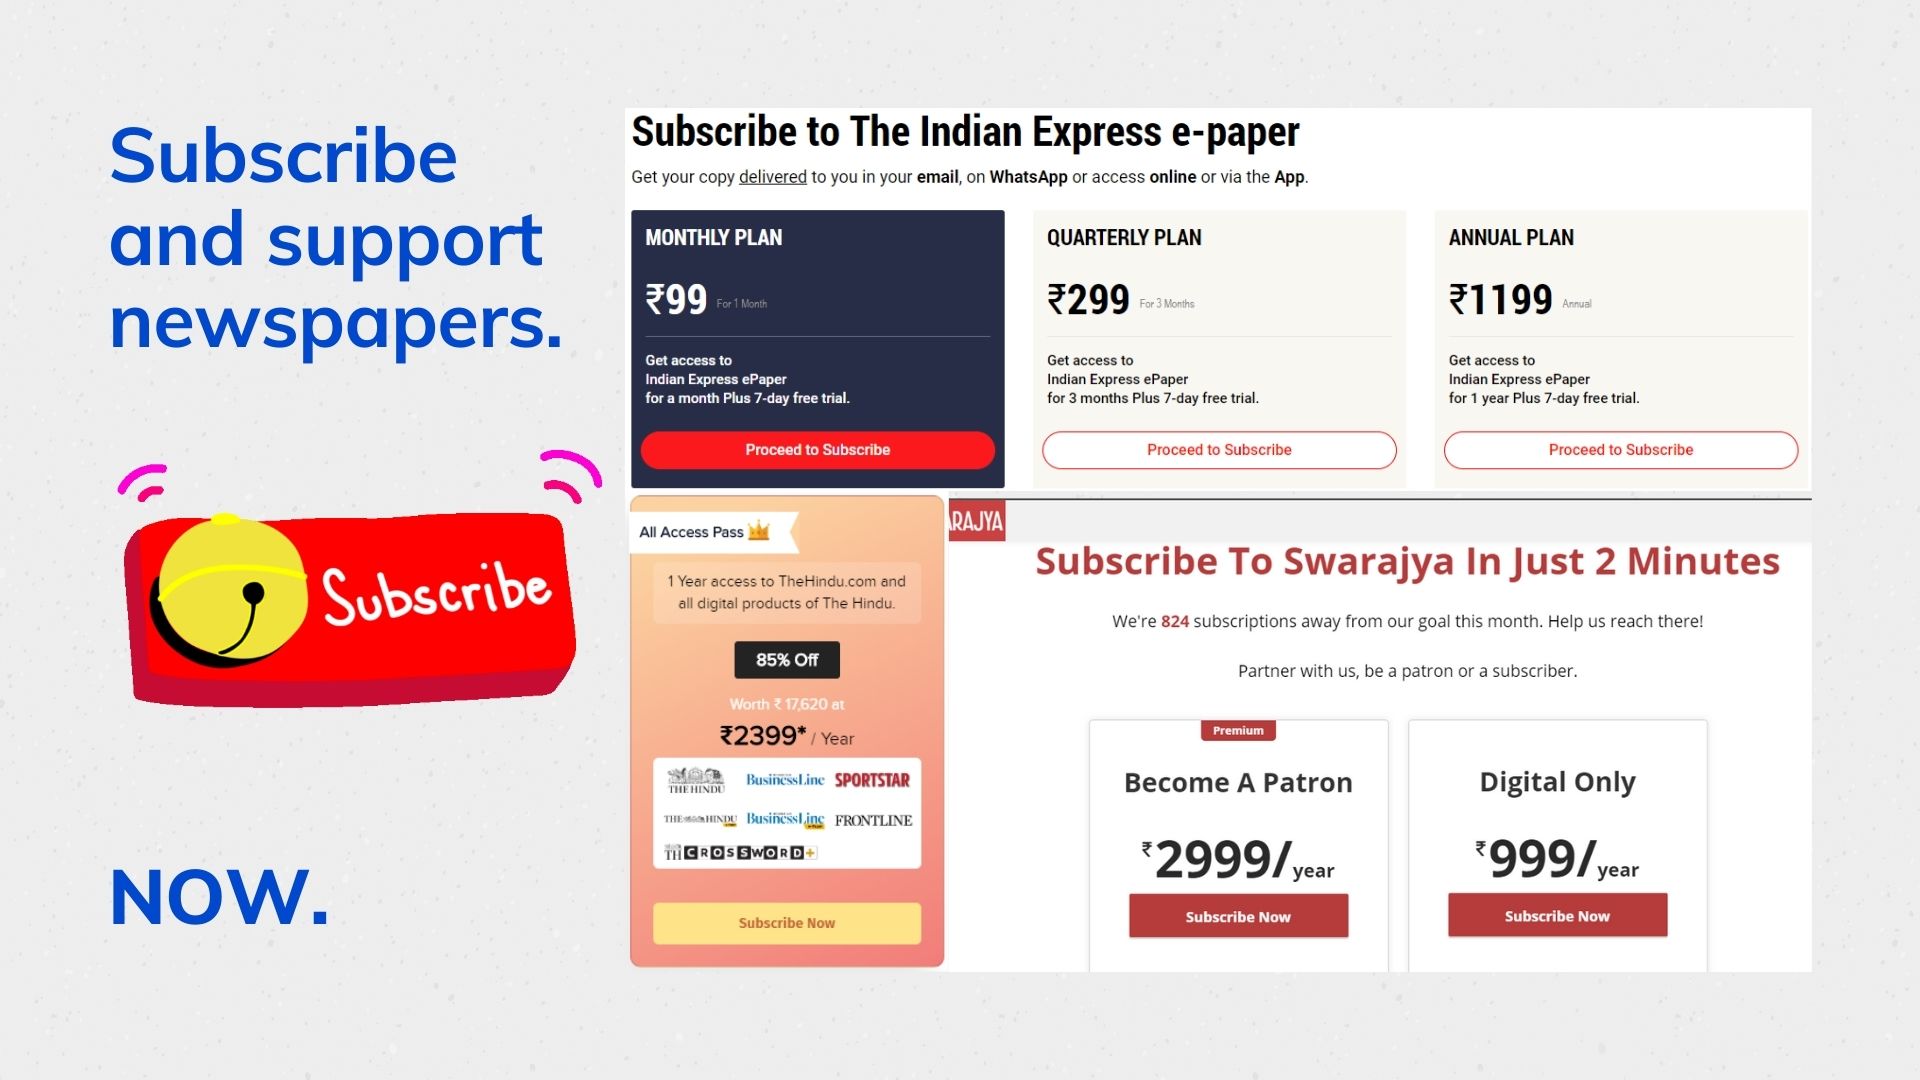 Subscribe
and support
newspapers.
Subscribe
NOW.
Subscribe to The Indian Express e-paper
Get your copy delivered to you in your email, on WhatsApp or access online or via the App.
MONTHLY PLAN
₹99 For 1 Month
Get access to
Indian Express ePaper
for a month Plus 7-day free trial.
Proceed to Subscribe
QUARTERLY PLAN
₹299 For 3 Months
Get access to
Indian Express ePaper
for 3 months Plus 7-day free trial.
Proceed to Subscribe
ANNUAL PLAN
₹1199 Annual
Get access to
Indian Express ePaper
for 1 year Plus 7-day free trial.
Proceed to Subscribe
All Access Pass
1 Year access to TheHindu.com and
all digital products of The Hindu.
85% Off
Worth ₹ 17,620 at
₹2399* / Year
THE HINDU BusinessLine SPORTSTAR
THE HINDU BusinessLine FRONTLINE
TH CROSSWORD+
Subscribe Now
RAJYA
Subscribe To Swarajya In Just 2 Minutes
We're 824 subscriptions away from our goal this month. Help us reach there!
Partner with us, be a patron or a subscriber.
Premium
Become A Patron
₹2999/year
Subscribe Now
Digital Only
₹999/year
Subscribe Now